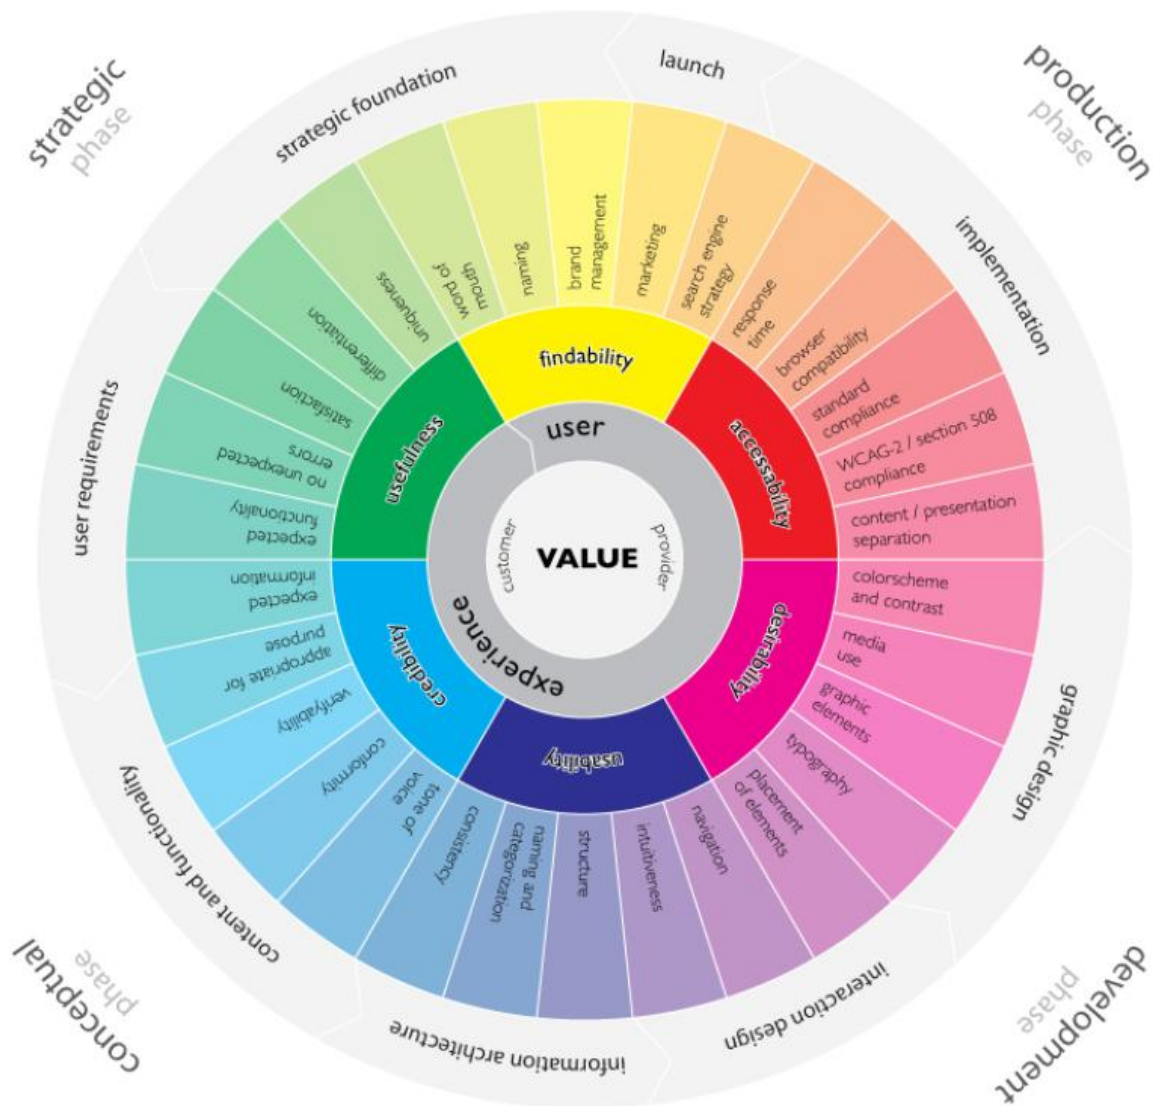 strategic
phase
production
phase
development
phase
conceptual
phase
strategic foundation
launch
implementation
graphic design
interaction design
information architecture
content and functionality
user requirements
word of
mouth
naming
brand
management
marketing
search engine
strategy
response
time
browser
compatibility
standard
compliance
WCAG-2 / section 508
compliance
content / presentation
separation
colorscheme
and contrast
media
use
graphic
elements
typography
placement
of elements
navigation
intuitiveness
structure
naming and
categorization
consistency
tone of
voice
conformity
verifyability
appropriate for
purpose
expected
information
expected
functionality
no unexpected
errors
satisfaction
differentiation
uniqueness
findability
accessability
desirability
usability
credibility
usefulness
user
experience
customer
VALUE
provider